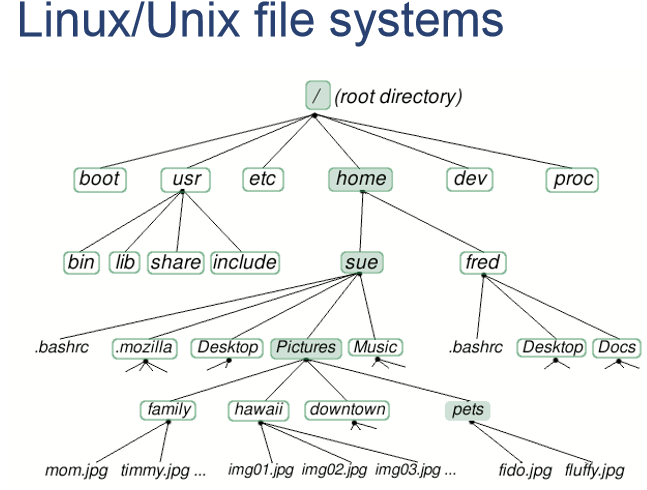 Linux/Unix file systems
/ (root directory)
boot usr etc home dev proc
bin lib share include sue fred
.bashrc .mozilla Desktop Pictures Music .bashrc Desktop Docs
family hawaii downtown pets
mom.jpg timmy.jpg ... img01.jpg img02.jpg img03.jpg ... fido.jpg fluffy.jpg